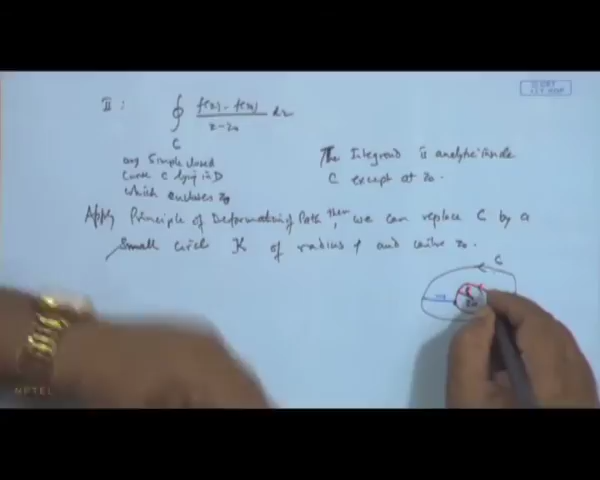 II : ∮ (f(z) - f(z0))/(z - z0) dz
C
any simple closed
curve C lying in D
which encloses z0
The Integrand is analytic inside
C except at z0.
Apply Principle of Deformation of Path then, we can replace C by a
small circle K of radius ρ and centre z0.
C
z0
NPTEL